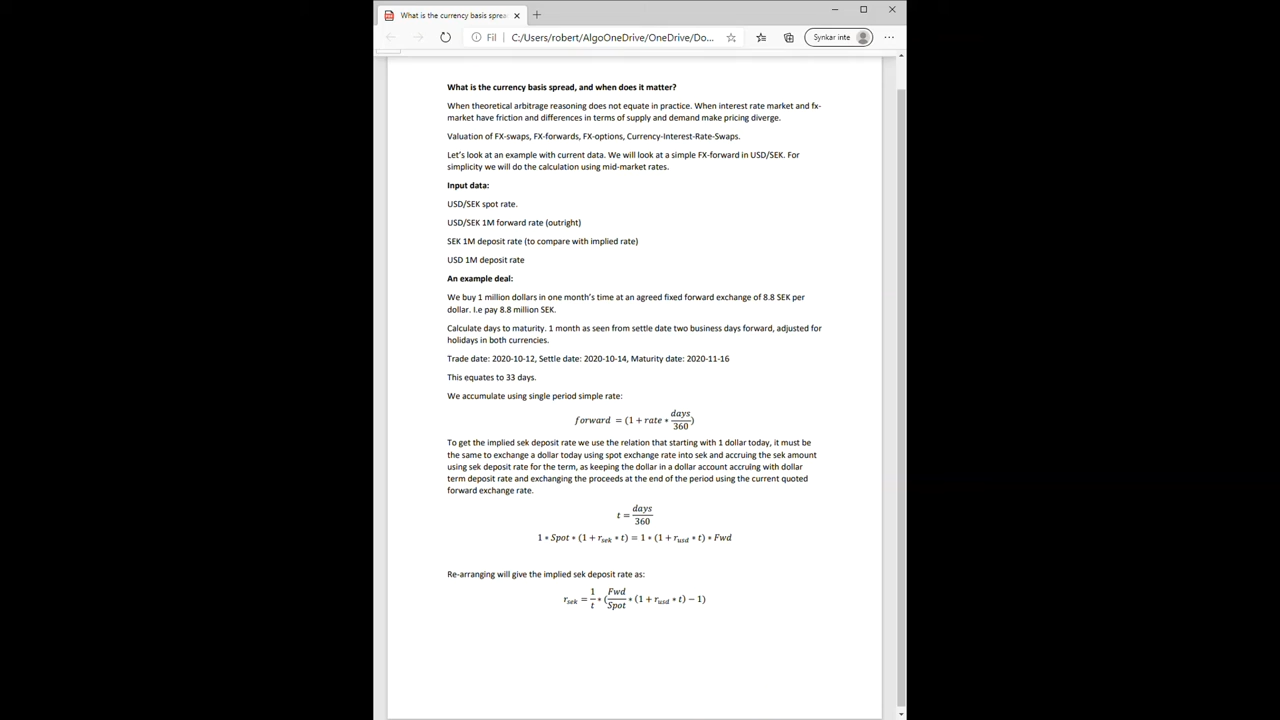 What is the currency basis sprea
Fil C:/Users/robert/AlgoOneDrive/OneDrive/Do... Synkar inte
What is the currency basis spread, and when does it matter?
When theoretical arbitrage reasoning does not equate in practice. When interest rate market and fx-
market have friction and differences in terms of supply and demand make pricing diverge.
Valuation of FX-swaps, FX-forwards, FX-options, Currency-Interest-Rate-Swaps.
Let's look at an example with current data. We will look at a simple FX-forward in USD/SEK. For
simplicity we will do the calculation using mid-market rates.
Input data:
USD/SEK spot rate.
USD/SEK 1M forward rate (outright)
SEK 1M deposit rate (to compare with implied rate)
USD 1M deposit rate
An example deal:
We buy 1 million dollars in one month's time at an agreed fixed forward exchange of 8.8 SEK per
dollar. I.e pay 8.8 million SEK.
Calculate days to maturity. 1 month as seen from settle date two business days forward, adjusted for
holidays in both currencies.
Trade date: 2020-10-12, Settle date: 2020-10-14, Maturity date: 2020-11-16
This equates to 33 days.
We accumulate using single period simple rate:
forward = (1 + rate * days/360)
To get the implied sek deposit rate we use the relation that starting with 1 dollar today, it must be
the same to exchange a dollar today using spot exchange rate into sek and accruing the sek amount
using sek deposit rate for the term, as keeping the dollar in a dollar account accruing with dollar
term deposit rate and exchanging the proceeds at the end of the period using the current quoted
forward exchange rate.
t = days/360
1 * Spot * (1 + r_sek * t) = 1 * (1 + r_usd * t) * Fwd
Re-arranging will give the implied sek deposit rate as:
r_sek = 1/t * (Fwd/Spot * (1 + r_usd * t) − 1)